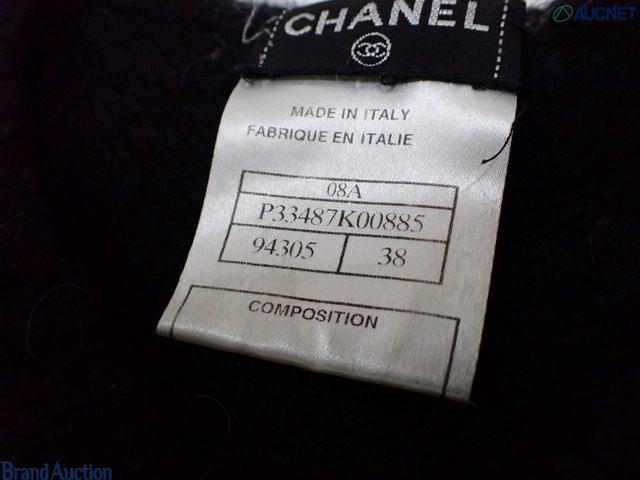 AUCNET
CHANEL
MADE IN ITALY
FABRIQUE EN ITALIE
08A
P33487K00885
94305 38
COMPOSITION
Brand Auction